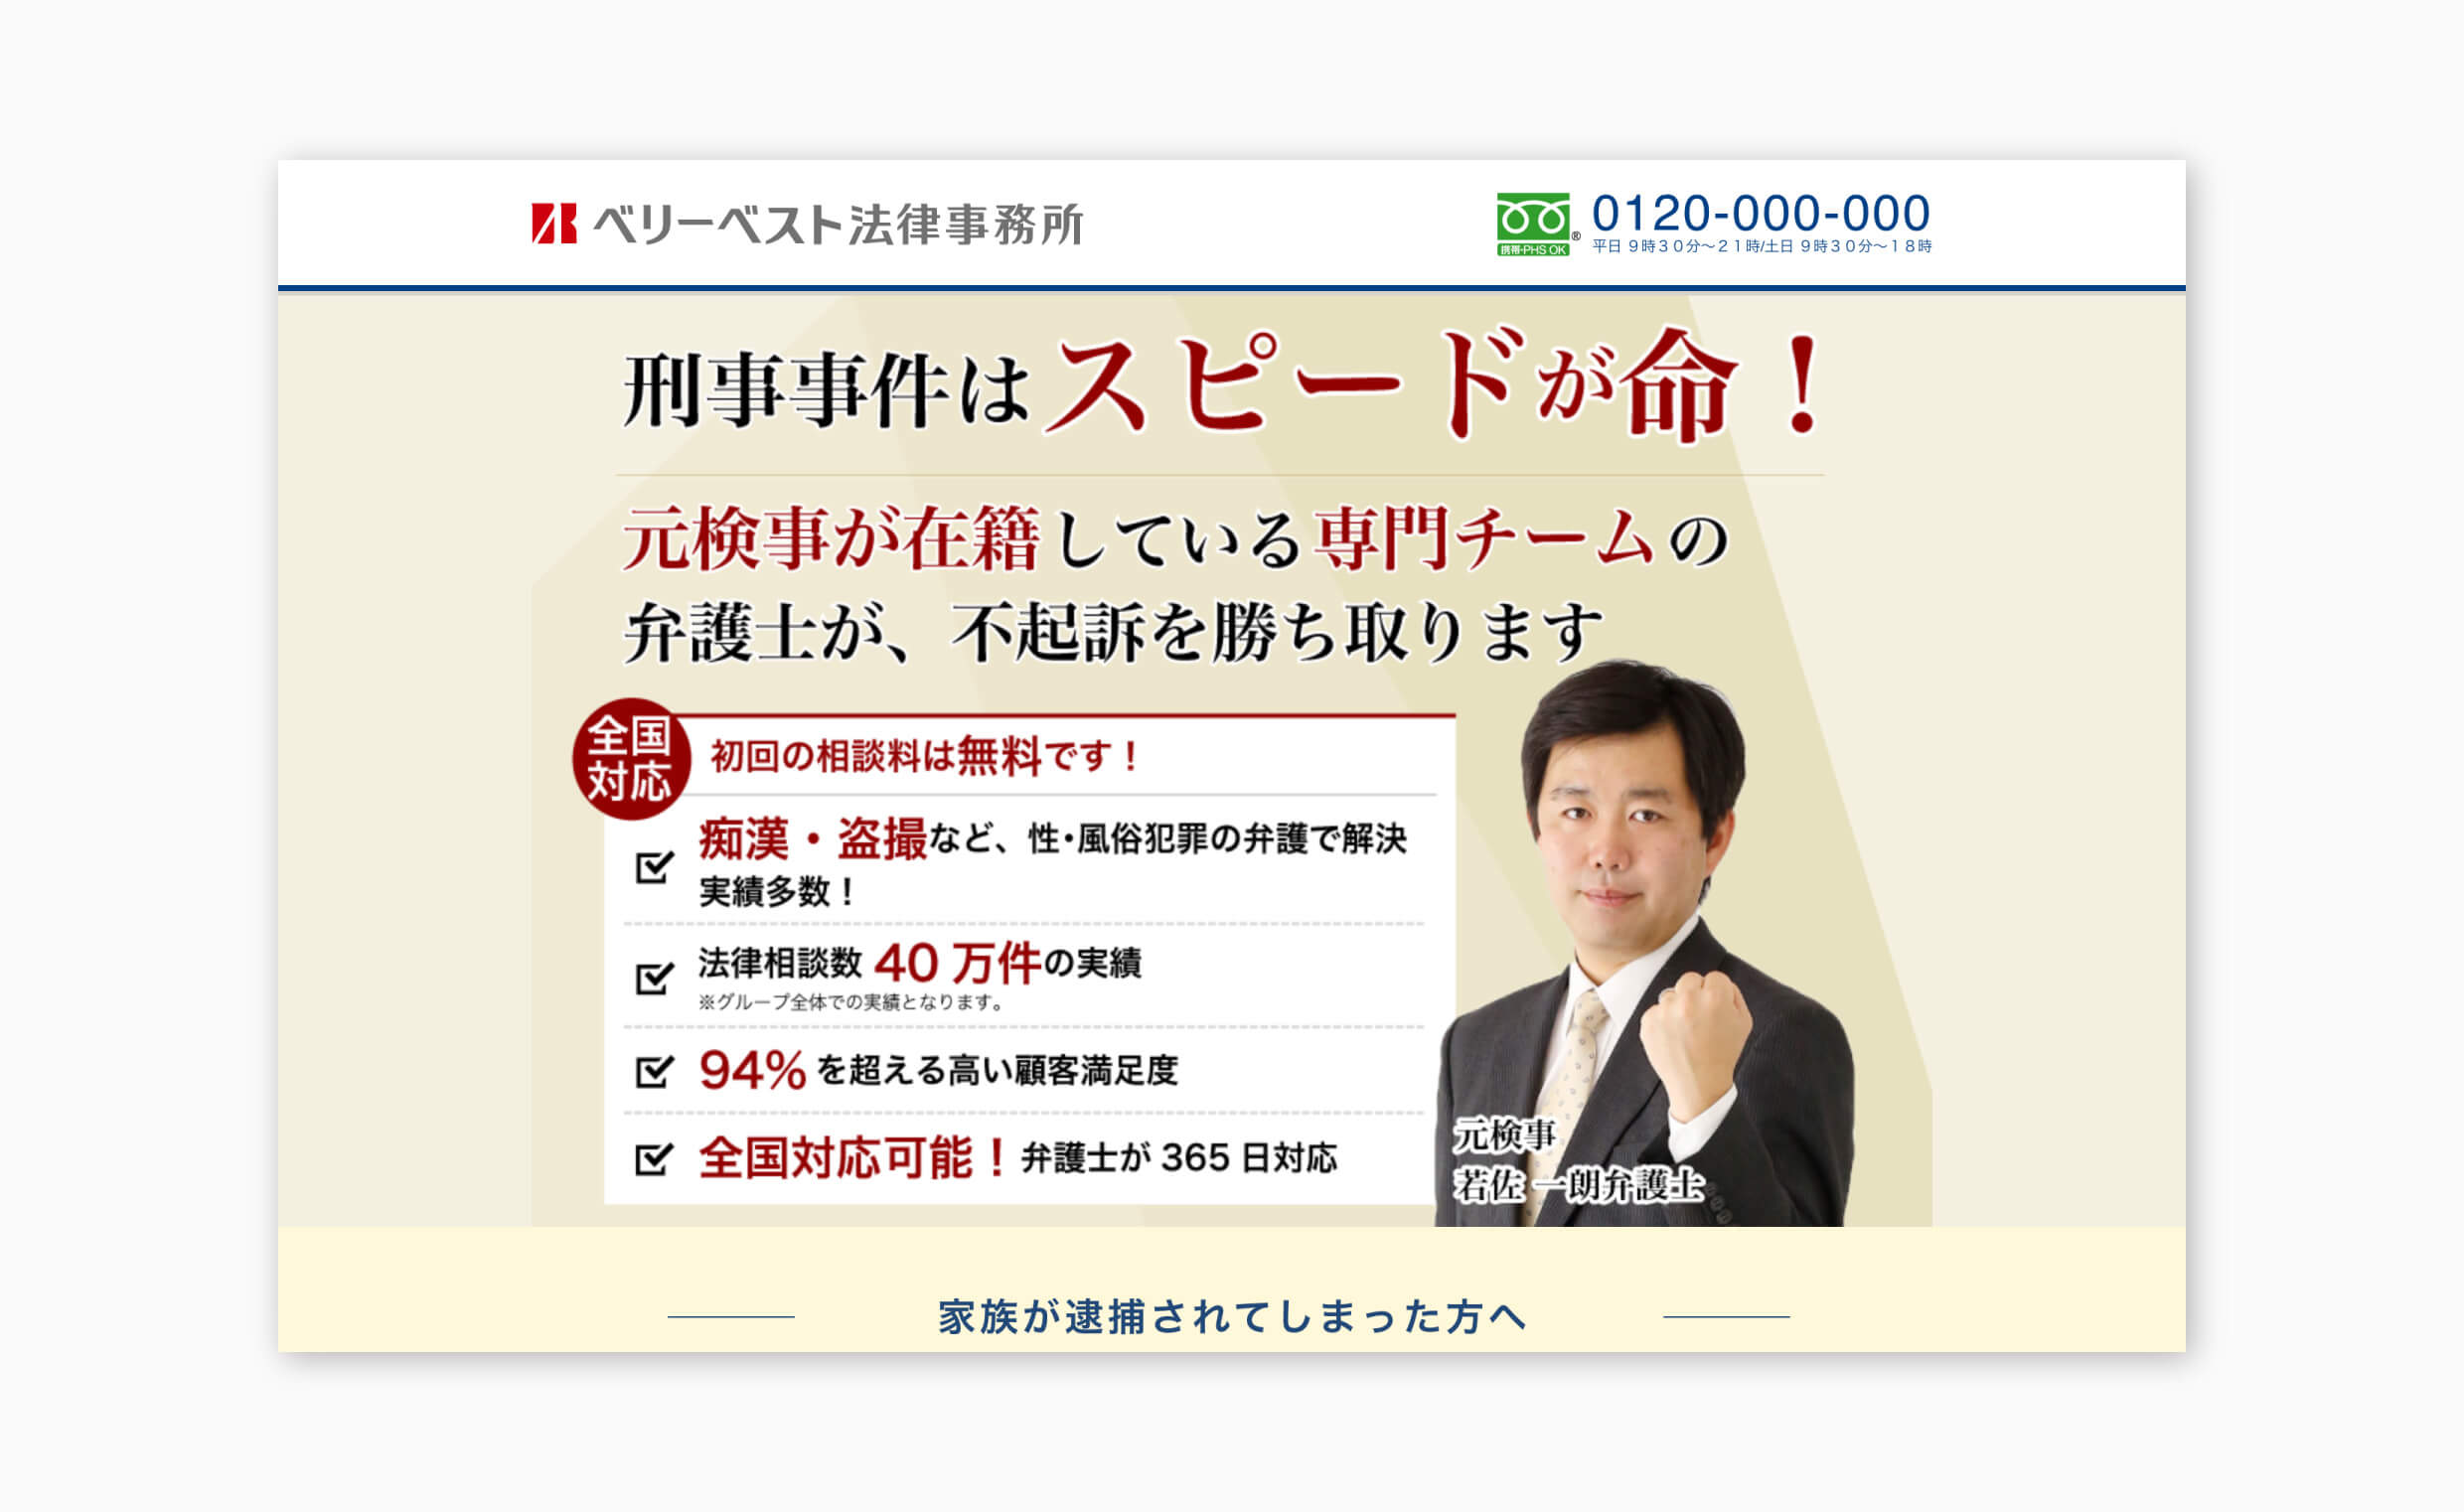 ベリーベスト法律事務所
携帯・PHS OK
®
0120-000-000
平日 9時30分〜21時/土日 9時30分〜18時
刑事事件はスピードが命！
元検事が在籍している専門チームの
弁護士が、不起訴を勝ち取ります
全国
対応
初回の相談料は無料です！
痴漢・盗撮など、性・風俗犯罪の弁護で解決
実績多数！
法律相談数 40 万件の実績
※グループ全体での実績となります。
94% を超える高い顧客満足度
全国対応可能！弁護士が 365 日対応
元検事
若佐 一朗弁護士
家族が逮捕されてしまった方へ